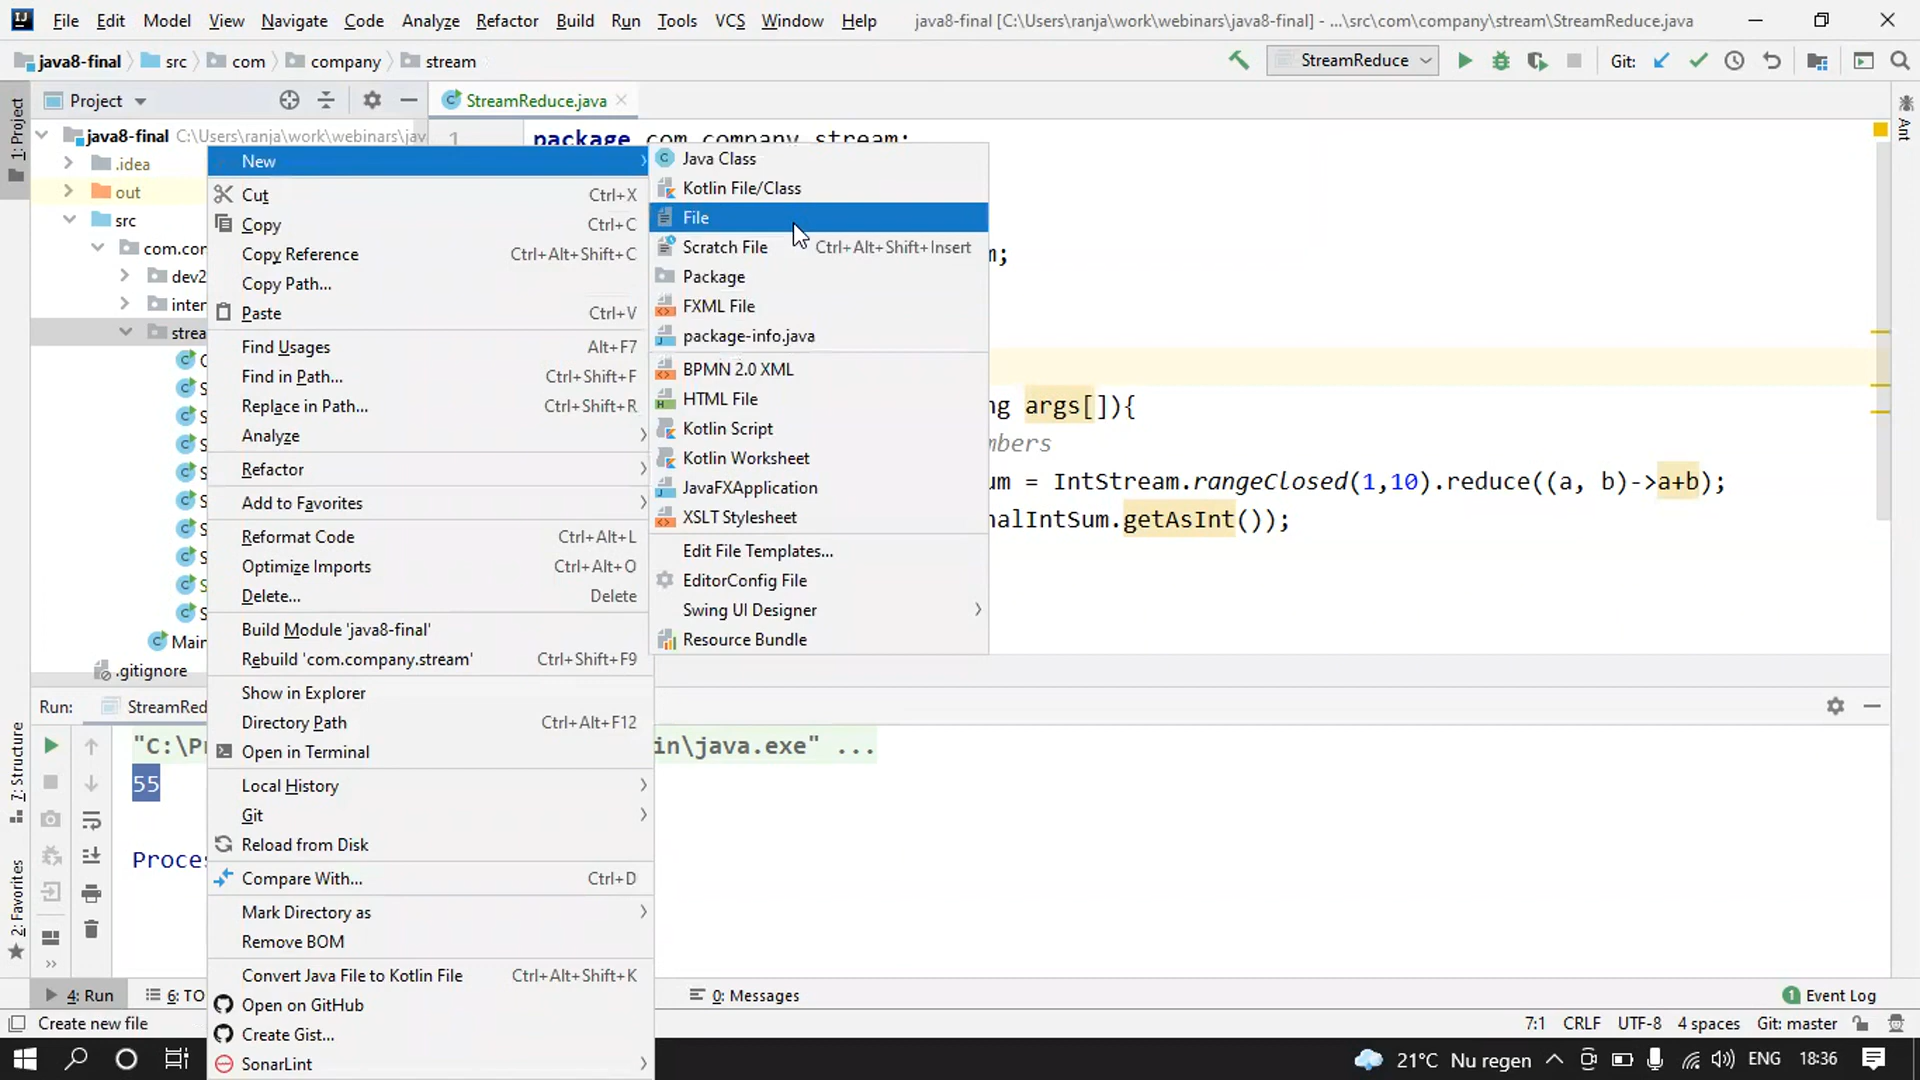 File Edit Model View Navigate Code Analyze Refactor Build Run Tools VCS Window Help java8-final [C:\Users\ranja\work\webinars\java8-final] - ...\src\com\company\stream\StreamReduce.java
java8-final src com company stream StreamReduce Git:
1: Project
Project
StreamReduce.java
Ant
java8-final C:\Users\ranja\work\webinars\jav
1 package com.company.stream;
.idea
out
src
com.con
dev2
inter
strea
Main
.gitignore
New
Cut Ctrl+X
Copy Ctrl+C
Copy Reference Ctrl+Alt+Shift+C
Copy Path...
Paste Ctrl+V
Find Usages Alt+F7
Find in Path... Ctrl+Shift+F
Replace in Path... Ctrl+Shift+R
Analyze
Refactor
Add to Favorites
Reformat Code Ctrl+Alt+L
Optimize Imports Ctrl+Alt+O
Delete... Delete
Build Module 'java8-final'
Rebuild 'com.company.stream' Ctrl+Shift+F9
Show in Explorer
Directory Path Ctrl+Alt+F12
Open in Terminal
Local History
Git
Reload from Disk
Compare With... Ctrl+D
Mark Directory as
Remove BOM
Convert Java File to Kotlin File Ctrl+Alt+Shift+K
Open on GitHub
Create Gist...
SonarLint
Java Class
Kotlin File/Class
File
Scratch File Ctrl+Alt+Shift+Insert
Package
FXML File
package-info.java
BPMN 2.0 XML
HTML File
Kotlin Script
Kotlin Worksheet
JavaFXApplication
XSLT Stylesheet
Edit File Templates...
EditorConfig File
Swing UI Designer
Resource Bundle
m;
ng args[]){
mbers
um = IntStream.rangeClosed(1,10).reduce((a, b)->a+b);
nalIntSum.getAsInt());
Run: StreamRed
"C:\Pr
in\java.exe" ...
55
Proces
7: Structure
2: Favorites
4: Run 6: TO 0: Messages 1 Event Log
Create new file 7:1 CRLF UTF-8 4 spaces Git: master
21°C Nu regen ENG 18:36